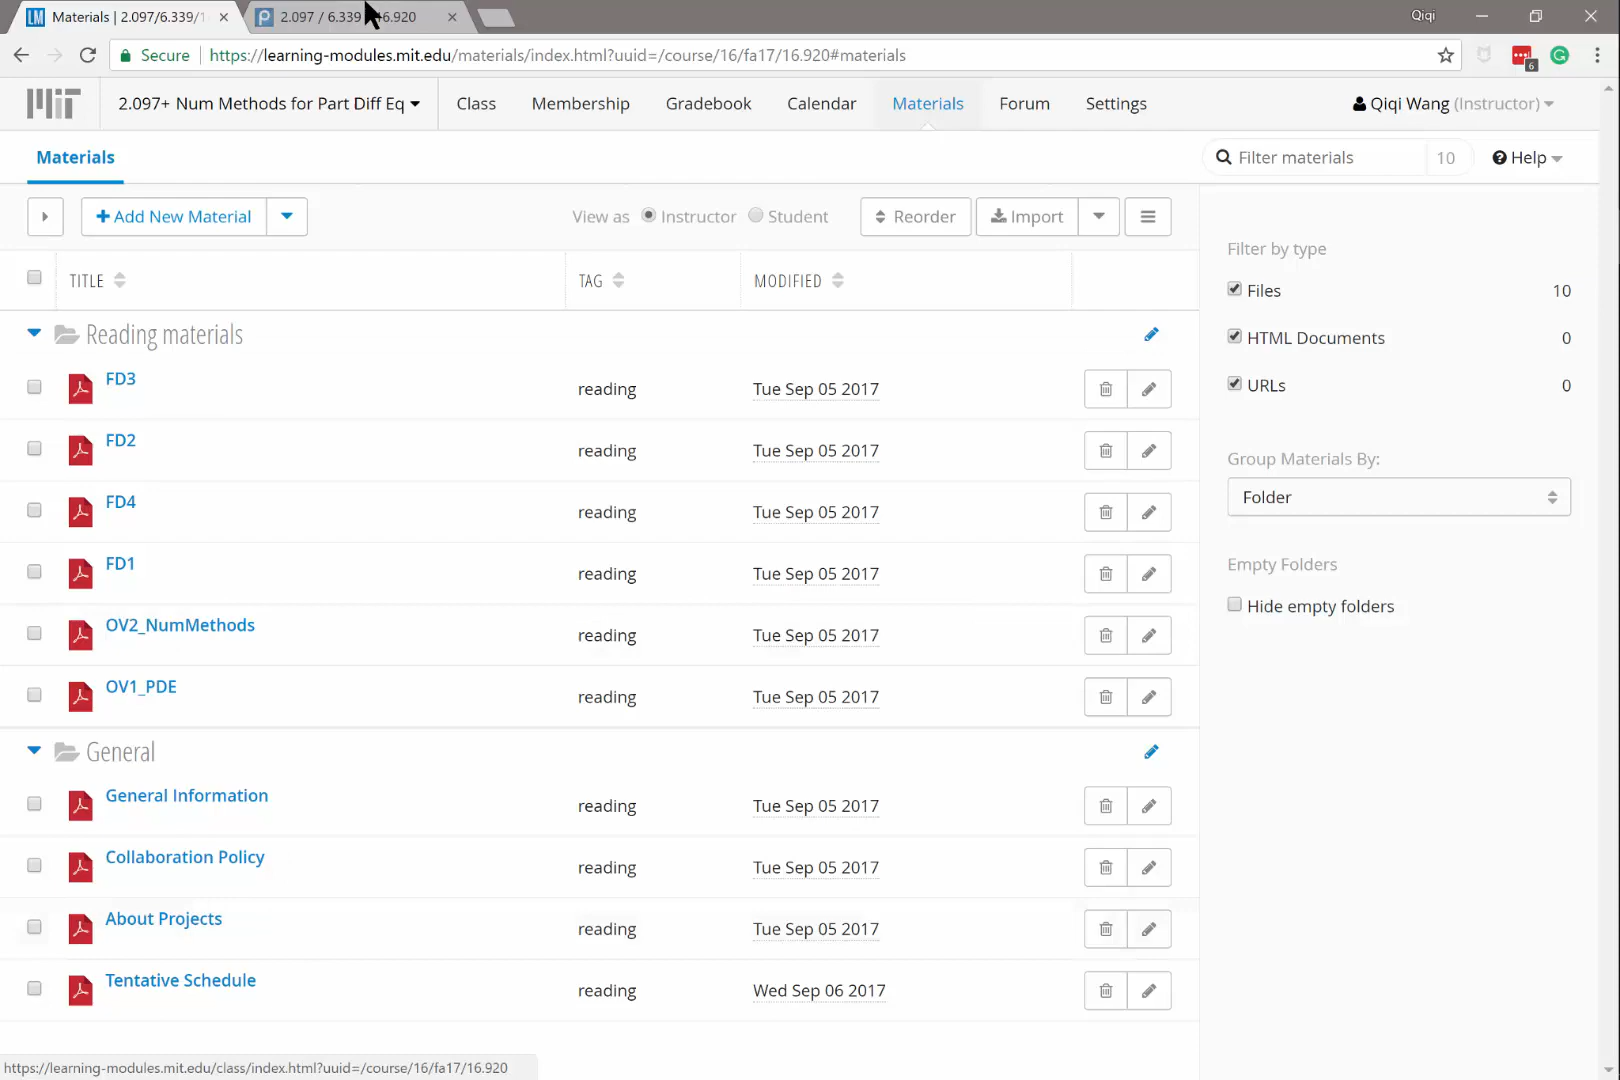 LM Materials | 2.097/6.339/1
2.097 / 6.339 16.920
Qiqi
Secure https://learning-modules.mit.edu/materials/index.html?uuid=/course/16/fa17/16.920#materials
6
MIT 2.097+ Num Methods for Part Diff Eq Class Membership Gradebook Calendar Materials Forum Settings Qiqi Wang (Instructor)
Materials Filter materials 10 Help
Add New Material View as Instructor Student Reorder Import
TITLE TAG MODIFIED
Reading materials
FD3 reading Tue Sep 05 2017
FD2 reading Tue Sep 05 2017
FD4 reading Tue Sep 05 2017
FD1 reading Tue Sep 05 2017
OV2_NumMethods reading Tue Sep 05 2017
OV1_PDE reading Tue Sep 05 2017
General
General Information reading Tue Sep 05 2017
Collaboration Policy reading Tue Sep 05 2017
About Projects reading Tue Sep 05 2017
Tentative Schedule reading Wed Sep 06 2017
Filter by type
Files 10
HTML Documents 0
URLs 0
Group Materials By:
Folder
Empty Folders
Hide empty folders
https://learning-modules.mit.edu/class/index.html?uuid=/course/16/fa17/16.920